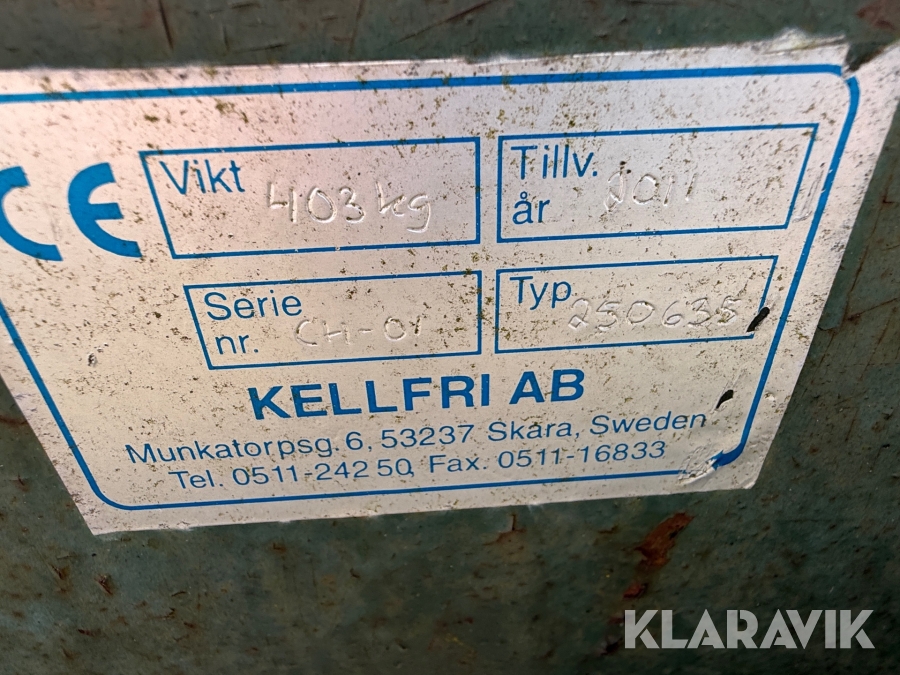 CE
Vikt 403 kg
Tillv. år 2011
Serie nr. CH-01
Typ 250635
KELLFRI AB
Munkatorpsg. 6, 53237 Skara, Sweden
Tel. 0511-242 50, Fax. 0511-16833
KLARAVIK